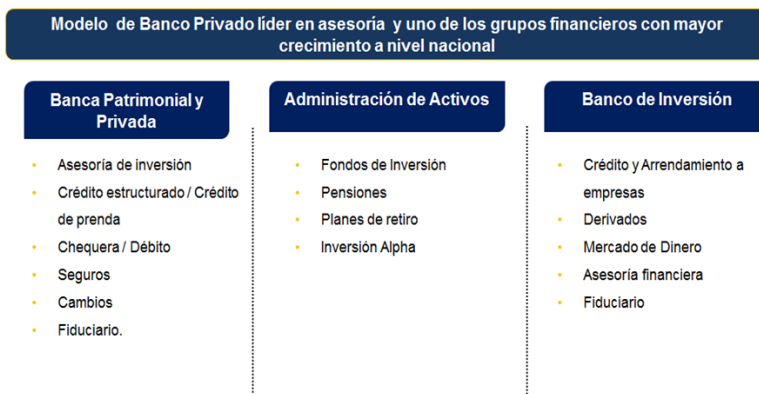 Modelo de Banco Privado líder en asesoría y uno de los grupos financieros con mayor
crecimiento a nivel nacional
Banca Patrimonial y
Privada
Asesoría de inversión
Crédito estructurado / Crédito
de prenda
Chequera / Débito
Seguros
Cambios
Fiduciario.
Administración de Activos
Fondos de Inversión
Pensiones
Planes de retiro
Inversión Alpha
Banco de Inversión
Crédito y Arrendamiento a
empresas
Derivados
Mercado de Dinero
Asesoría financiera
Fiduciario